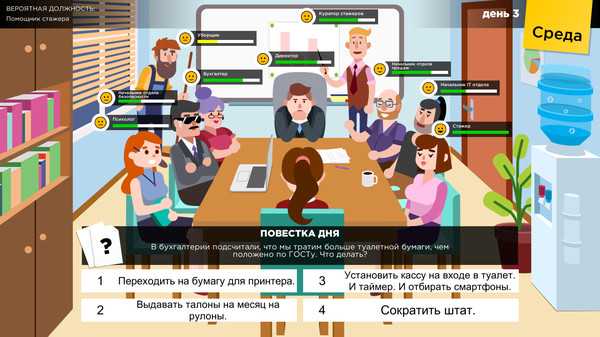 ВЕРОЯТНАЯ ДОЛЖНОСТЬ:
Помощник стажера
день 3
Среда
Куратор стажеров
Уборщик
Директор
Бухгалтер
Начальник отдела
продаж
Начальник IT отдела
Начальник отдела
безопасности
Психолог
Стажер
?
ПОВЕСТКА ДНЯ
В бухгалтерии подсчитали, что мы тратим больше туалетной бумаги, чем
положено по ГОСТу. Что делать?
1 Переходить на бумагу для принтера.
2 Выдавать талоны на месяц на
рулоны.
3 Установить кассу на входе в туалет.
И таймер. И отбирать смартфоны.
4 Сократить штат.